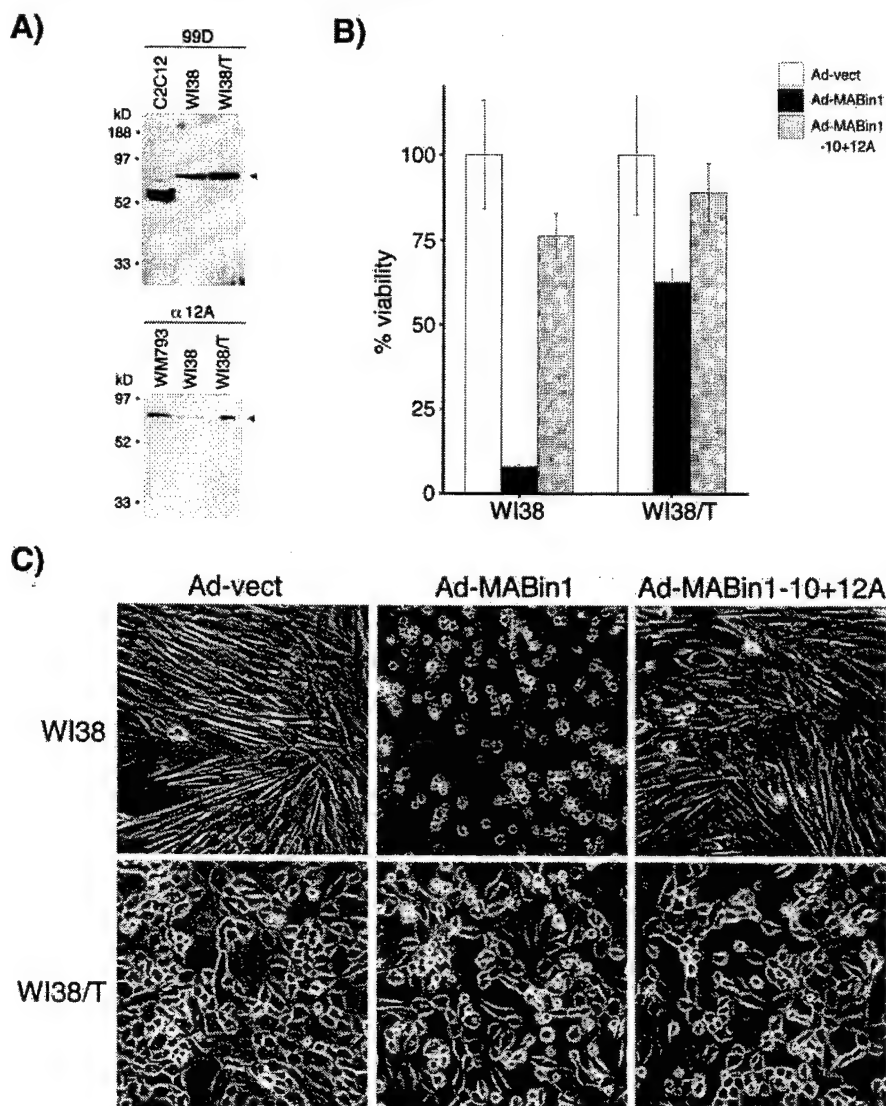 A)
99D
C2C12
WI38
WI38/T
kD
188
97
52
33
α12A
WM793
WI38
WI38/T
kD
97
52
33
B)
Ad-vect
Ad-MABin1
Ad-MABin1
-10+12A
% viability
100
75
50
25
0
WI38
WI38/T
C)
Ad-vect
Ad-MABin1
Ad-MABin1-10+12A
WI38
WI38/T